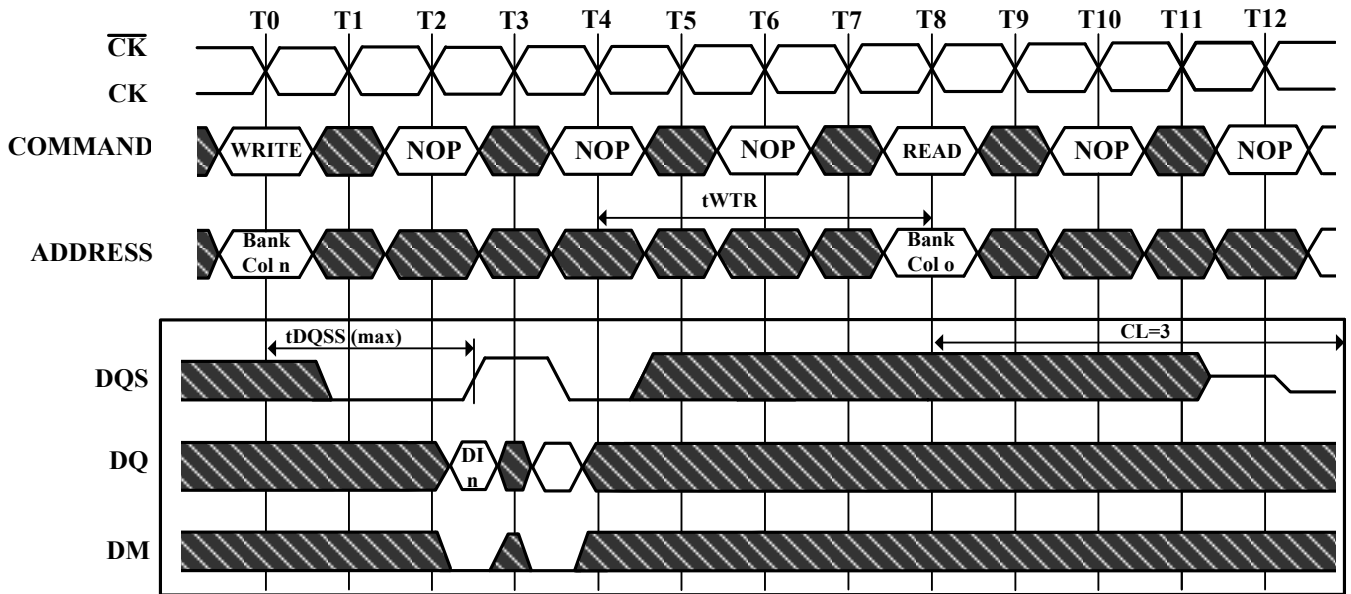 T0 T1 T2 T3 T4 T5 T6 T7 T8 T9 T10 T11 T12
CK
CK
COMMAND WRITE NOP NOP NOP READ NOP NOP
tWTR
ADDRESS Bank Col n Bank Col o
tDQSS (max) CL=3
DQS
DQ DI n
DM